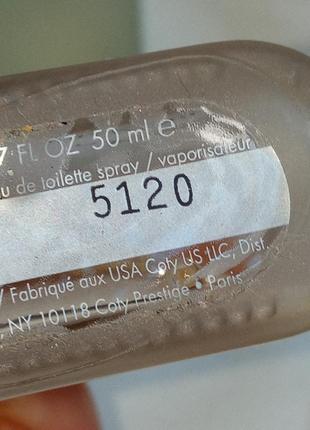 7 FL OZ 50 ml e
de toilette spray / vaporisateur
5120
/ Fabriqué aux USA Coty US LLC, Dist.
, NY 10118 Coty Prestige • Paris